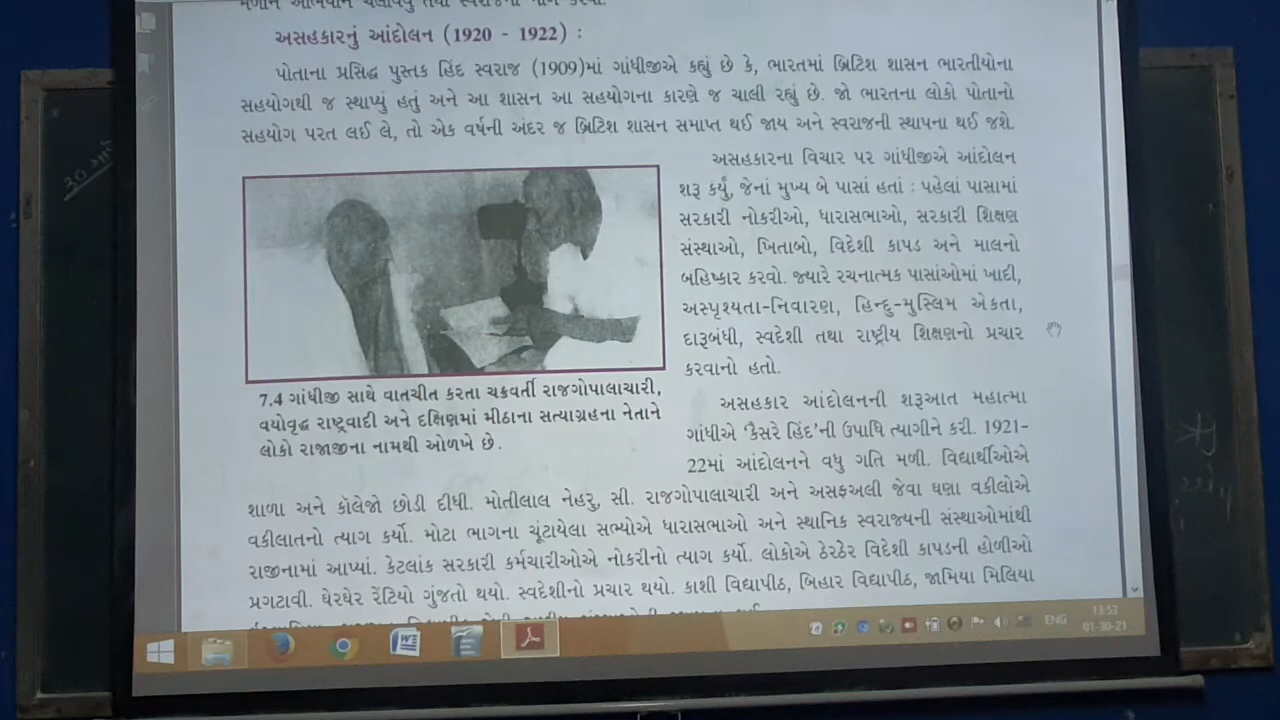 અસહકારનું આંદોલન (1920 - 1922) :
પોતાના પ્રસિદ્ધ પુસ્તક હિંદ સ્વરાજ (1909)માં ગાંધીજીએ કહ્યું છે કે, ભારતમાં બ્રિટિશ શાસન ભારતીયોના
સહયોગથી જ સ્થાપ્યું હતું અને આ શાસન આ સહયોગના કારણે જ ચાલી રહ્યું છે. જો ભારતના લોકો પોતાનો
સહયોગ પરત લઈ લે, તો એક વર્ષની અંદર જ બ્રિટિશ શાસન સમાપ્ત થઈ જાય અને સ્વરાજની સ્થાપના થઈ જશે.
અસહકારના વિચાર પર ગાંધીજીએ આંદોલન
શરૂ કર્યું, જેનાં મુખ્ય બે પાસાં હતાં : પહેલાં પાસામાં
સરકારી નોકરીઓ, ધારાસભાઓ, સરકારી શિક્ષણ
સંસ્થાઓ, ખિતાબો, વિદેશી કાપડ અને માલનો
બહિષ્કાર કરવો. જ્યારે રચનાત્મક પાસાંઓમાં ખાદી,
અસ્પૃશ્યતા-નિવારણ, હિન્દુ-મુસ્લિમ એકતા,
દારૂબંધી, સ્વદેશી તથા રાષ્ટ્રીય શિક્ષણનો પ્રચાર
કરવાનો હતો.
7.4 ગાંધીજી સાથે વાતચીત કરતા ચક્રવર્તી રાજગોપાલાચારી,
વયોવૃદ્ધ રાષ્ટ્રવાદી અને દક્ષિણમાં મીઠાના સત્યાગ્રહના નેતાને
લોકો રાજાજીના નામથી ઓળખે છે.
અસહકાર આંદોલનની શરૂઆત મહાત્મા
ગાંધીએ ‘કૈસરે હિંદ’ની ઉપાધિ ત્યાગીને કરી. 1921-
22માં આંદોલનને વધુ ગતિ મળી. વિદ્યાર્થીઓએ
શાળા અને કૉલેજો છોડી દીધી. મોતીલાલ નેહરુ, સી. રાજગોપાલાચારી અને અસફઅલી જેવા ઘણા વકીલોએ
વકીલાતનો ત્યાગ કર્યો. મોટા ભાગના ચૂંટાયેલા સભ્યોએ ધારાસભાઓ અને સ્થાનિક સ્વરાજ્યની સંસ્થાઓમાંથી
રાજીનામાં આપ્યાં. કેટલાંક સરકારી કર્મચારીઓએ નોકરીનો ત્યાગ કર્યો. લોકોએ ઠેરઠેર વિદેશી કાપડની હોળીઓ
પ્રગટાવી. ઘેરઘેર રેંટિયો ગુંજતો થયો. સ્વદેશીનો પ્રચાર થયો. કાશી વિદ્યાપીઠ, બિહાર વિદ્યાપીઠ, જામિયા મિલિયા
ENG
13:53
01-30-21